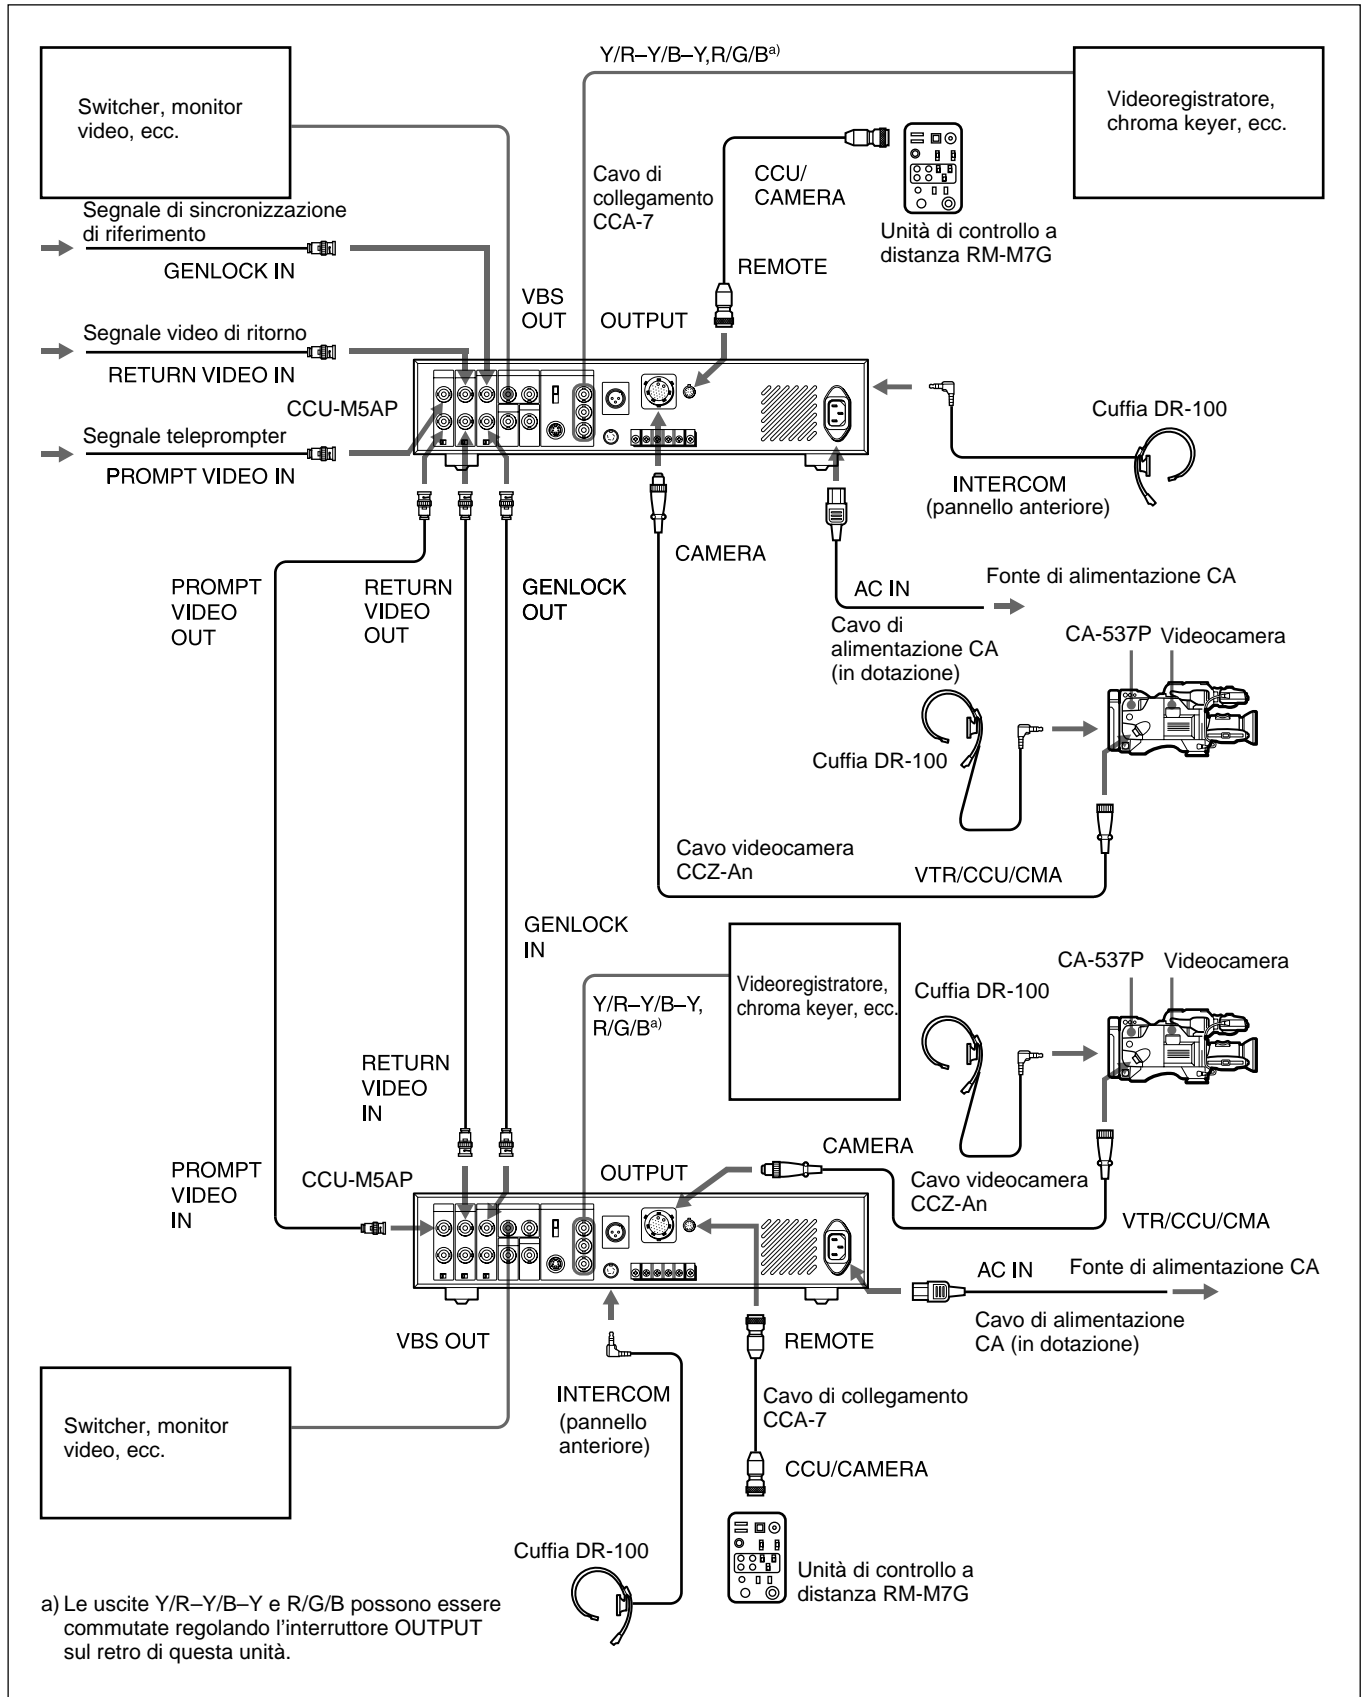 Y/R–Y/B–Y,R/G/Ba)
Switcher, monitor
video, ecc.
Videoregistratore,
chroma keyer, ecc.
Cavo di
collegamento
CCA-7
CCU/
CAMERA
Segnale di sincronizzazione
di riferimento
GENLOCK IN
Unità di controllo a
distanza RM-M7G
REMOTE
VBS
OUT
OUTPUT
Segnale video di ritorno
RETURN VIDEO IN
CCU-M5AP
Cuffia DR-100
Segnale teleprompter
PROMPT VIDEO IN
INTERCOM
(pannello anteriore)
CAMERA
PROMPT
VIDEO
OUT
RETURN
VIDEO
OUT
GENLOCK
OUT
AC IN
Fonte di alimentazione CA
Cavo di
alimentazione CA
(in dotazione)
CA-537P
Videocamera
Cuffia DR-100
Cavo videocamera
CCZ-An
VTR/CCU/CMA
GENLOCK
IN
Videoregistratore,
chroma keyer, ecc.
Y/R–Y/B–Y,
R/G/Ba)
CA-537P
Videocamera
Cuffia DR-100
RETURN
VIDEO
IN
CAMERA
PROMPT
VIDEO
IN
CCU-M5AP
OUTPUT
Cavo videocamera
CCZ-An
VTR/CCU/CMA
AC IN
Fonte di alimentazione CA
Cavo di alimentazione
CA (in dotazione)
VBS OUT
REMOTE
INTERCOM
(pannello
anteriore)
Cavo di collegamento
CCA-7
Switcher, monitor
video, ecc.
CCU/CAMERA
Cuffia DR-100
Unità di controllo a
distanza RM-M7G
a) Le uscite Y/R–Y/B–Y e R/G/B possono essere
commutate regolando l’interruttore OUTPUT
sul retro di questa unità.